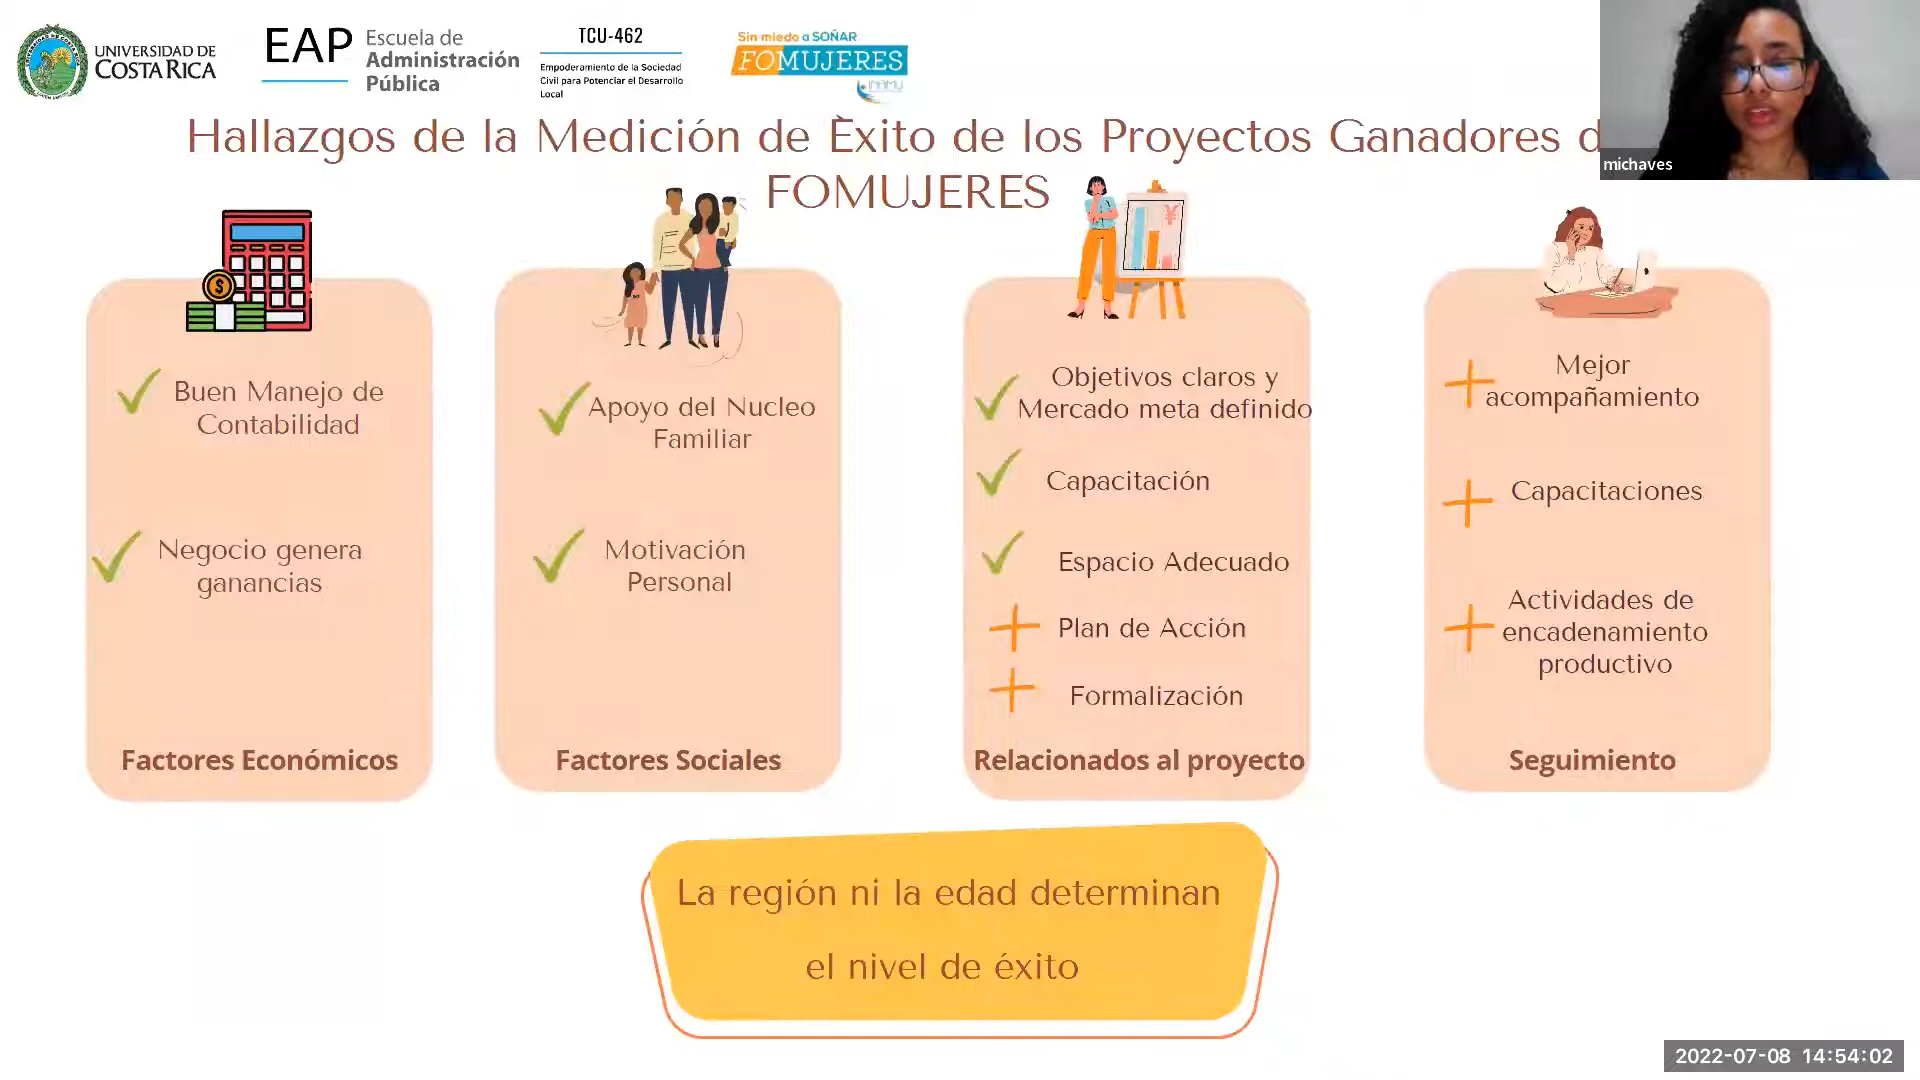 UNIVERSIDAD DE
COSTA RICA
EAP
Escuela de
Administración
Pública
TCU-462
Empoderamiento de la Sociedad
Civil para Potenciar el Desarrollo
Local
Sin miedo a SOÑAR
FOMUJERES
INAMU
michaves
Hallazgos de la Medición de Èxito de los Proyectos Ganadores d
FOMUJERES
Buen Manejo de
Contabilidad
Negocio genera
ganancias
Factores Económicos
Apoyo del Nucleo
Familiar
Motivación
Personal
Factores Sociales
Objetivos claros y
Mercado meta definido
Capacitación
Espacio Adecuado
Plan de Acción
Formalización
Relacionados al proyecto
Mejor
acompañamiento
Capacitaciones
Actividades de
encadenamiento
productivo
Seguimiento
La región ni la edad determinan
el nivel de éxito
2022-07-08 14:54:02